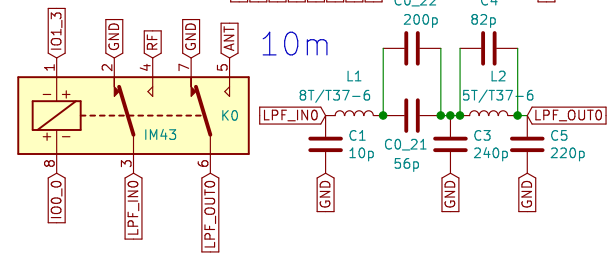 C0_22
200p
C4
82p
IO1_3
GND
RF
GND
ANT
10m
1
2
4
7
5
- +
+ -
K0
IM43
8
3
6
IO0_0
LPF_IN0
LPF_OUT0
L1
8T/T37-6
L2
5T/T37-6
LPF_IN0
LPF_OUT0
C1
10p
C0_21
56p
C3
240p
C5
220p
GND
GND
GND